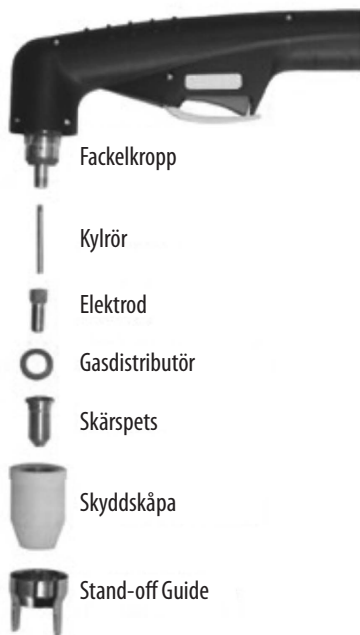 Fackelkropp
Kylrör
Elektrod
Gasdistributör
Skärspets
Skyddskåpa
Stand-off Guide